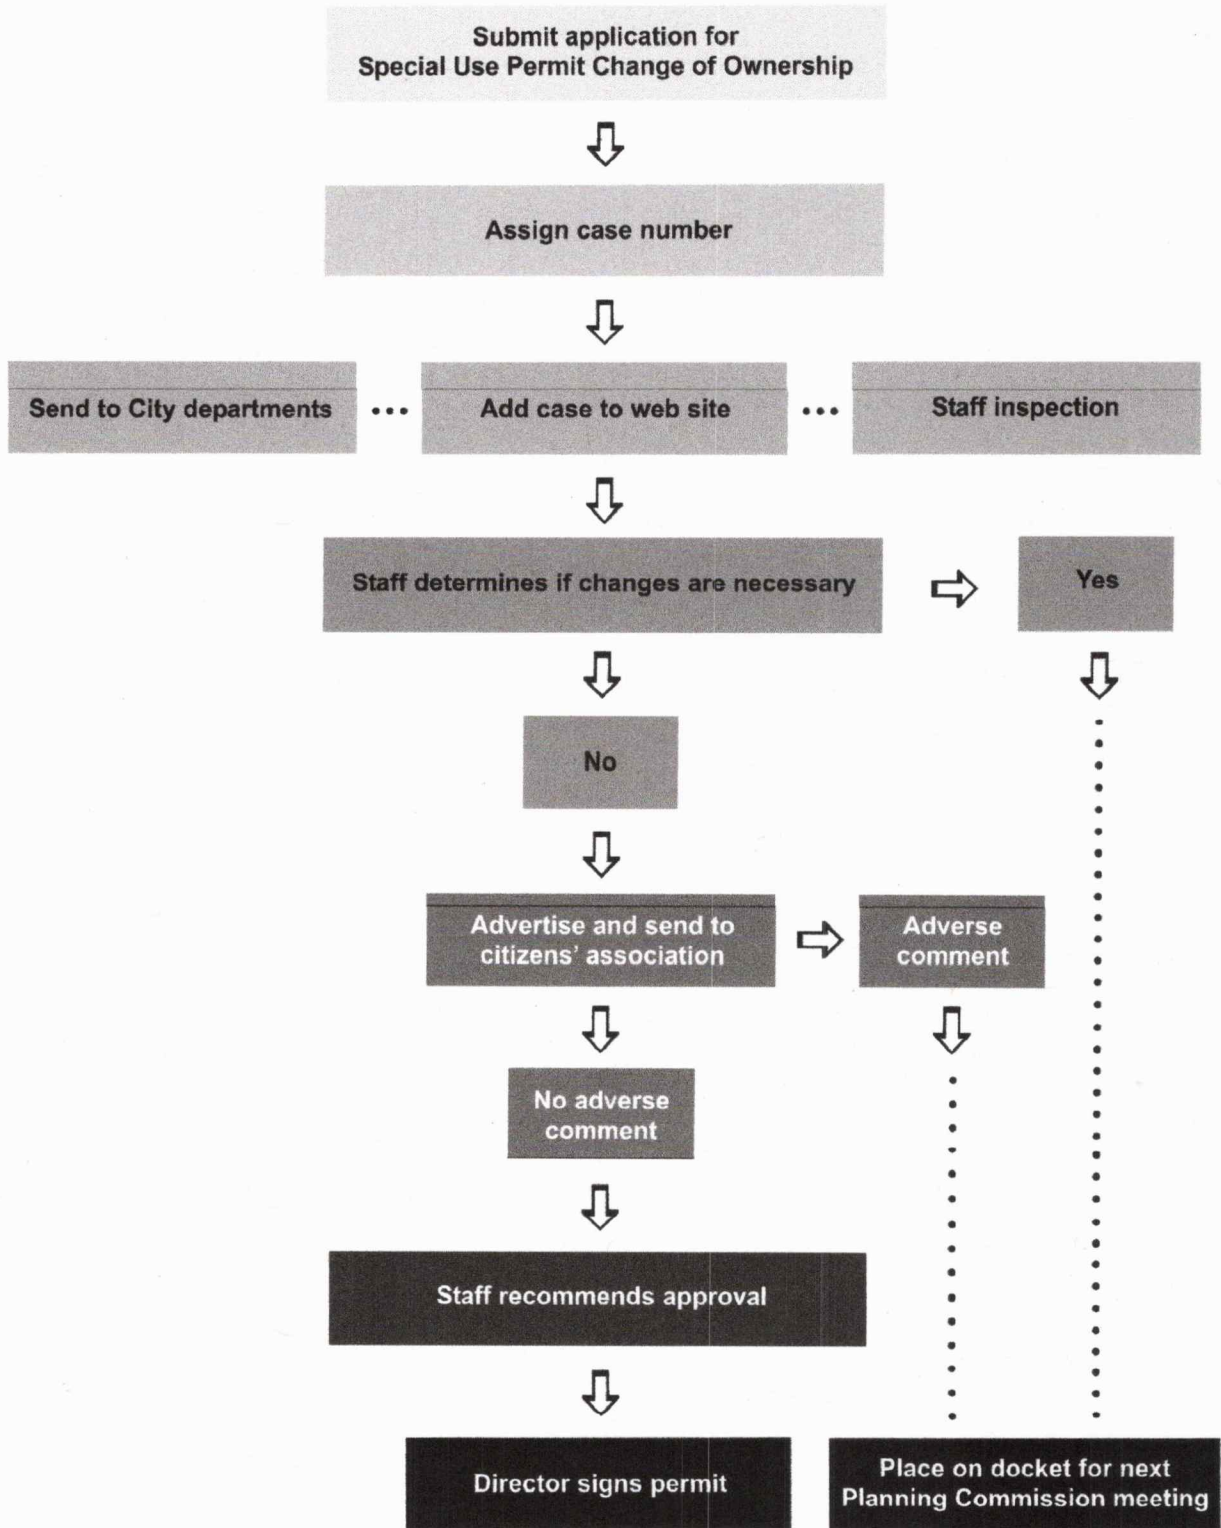 Submit application for
Special Use Permit Change of Ownership
Assign case number
Send to City departments ••• Add case to web site ••• Staff inspection
Staff determines if changes are necessary
Yes
No
Advertise and send to
citizens' association
Adverse
comment
No adverse
comment
Staff recommends approval
Director signs permit
Place on docket for next
Planning Commission meeting